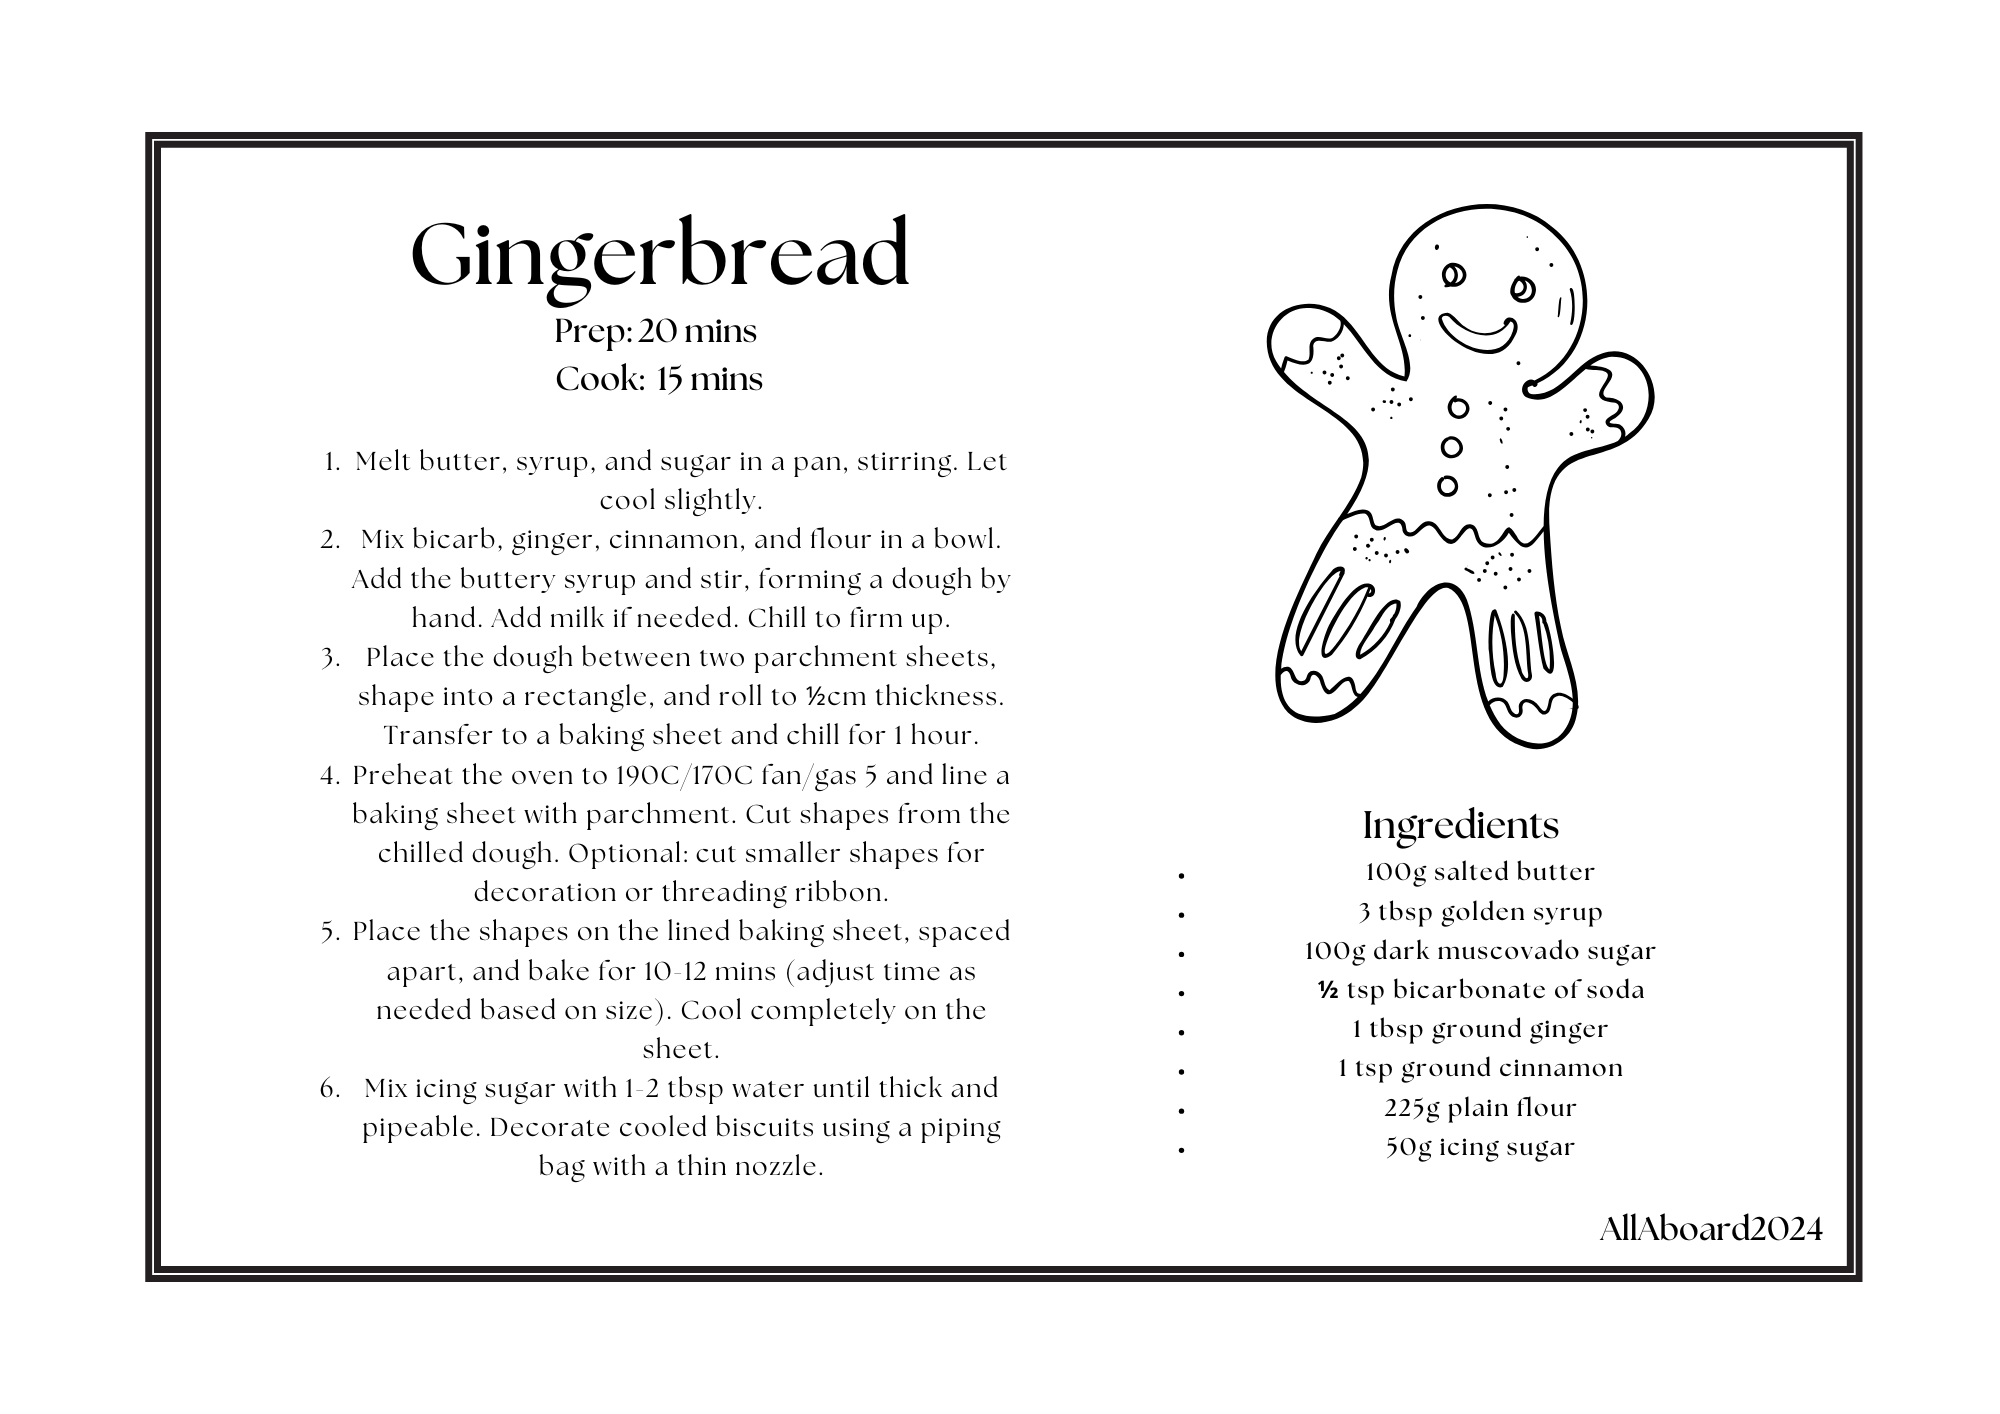 Gingerbread
Prep: 20 mins
Cook: 15 mins
1. Melt butter, syrup, and sugar in a pan, stirring. Let
cool slightly.
2. Mix bicarb, ginger, cinnamon, and flour in a bowl.
Add the buttery syrup and stir, forming a dough by
hand. Add milk if needed. Chill to firm up.
3. Place the dough between two parchment sheets,
shape into a rectangle, and roll to ½cm thickness.
Transfer to a baking sheet and chill for 1 hour.
4. Preheat the oven to 190C/170C fan/gas 5 and line a
baking sheet with parchment. Cut shapes from the
chilled dough. Optional: cut smaller shapes for
decoration or threading ribbon.
5. Place the shapes on the lined baking sheet, spaced
apart, and bake for 10-12 mins (adjust time as
needed based on size). Cool completely on the
sheet.
6. Mix icing sugar with 1-2 tbsp water until thick and
pipeable. Decorate cooled biscuits using a piping
bag with a thin nozzle.
Ingredients
• 100g salted butter
• 3 tbsp golden syrup
• 100g dark muscovado sugar
• ½ tsp bicarbonate of soda
• 1 tbsp ground ginger
• 1 tsp ground cinnamon
• 225g plain flour
• 50g icing sugar
AllAboard2024